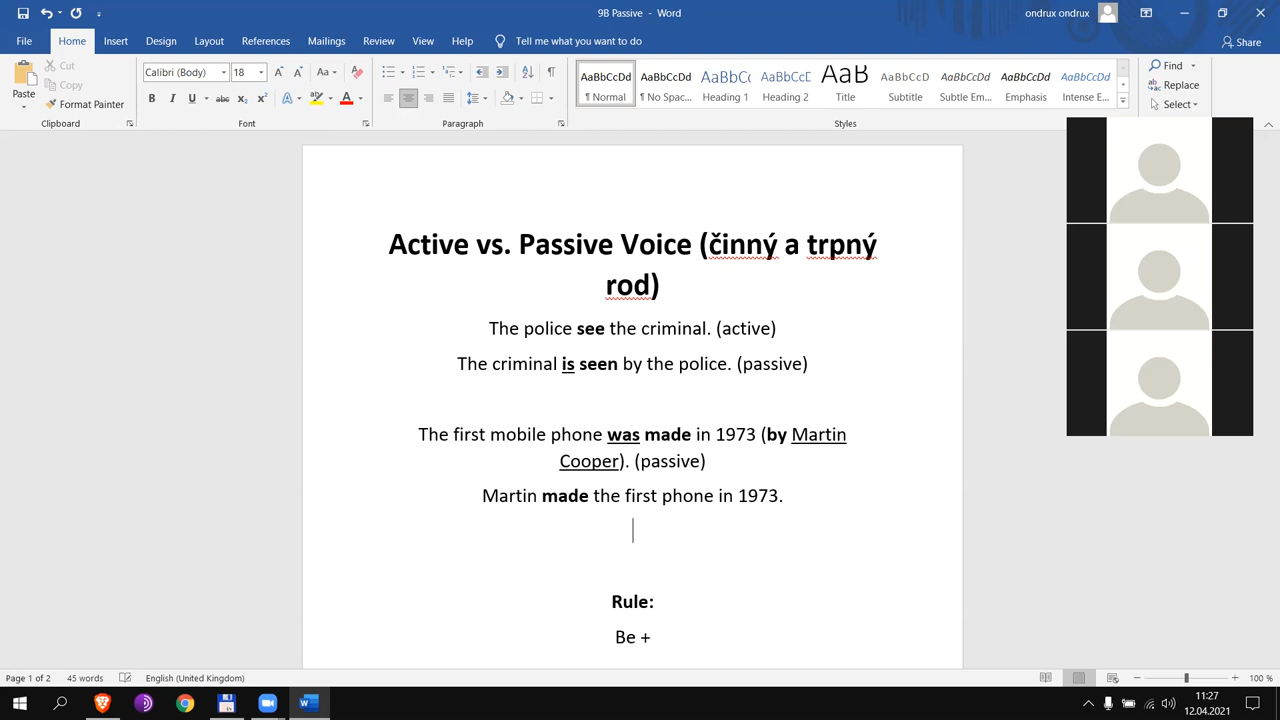 9B Passive - Word
ondrux ondrux
File Home Insert Design Layout References Mailings Review View Help Tell me what you want to do
Share
Paste
Cut
Copy
Format Painter
Clipboard
Calibri (Body) 18
Aa
B I U abc x₂ x²
Font
Paragraph
AaBbCcDd AaBbCcDd AaBbCcC AaBbCcE AaB AaBbCcD AaBbCcDd AaBbCcDd AaBbCcDd
¶ Normal ¶ No Spac... Heading 1 Heading 2 Title Subtitle Subtle Em... Emphasis Intense E...
Styles
Find
Replace
Select
Active vs. Passive Voice (činný a trpný
rod)
The police see the criminal. (active)
The criminal is seen by the police. (passive)
The first mobile phone was made in 1973 (by Martin
Cooper). (passive)
Martin made the first phone in 1973.
Rule:
Be +
Page 1 of 2 45 words English (United Kingdom)
100 %
11:27
12.04.2021